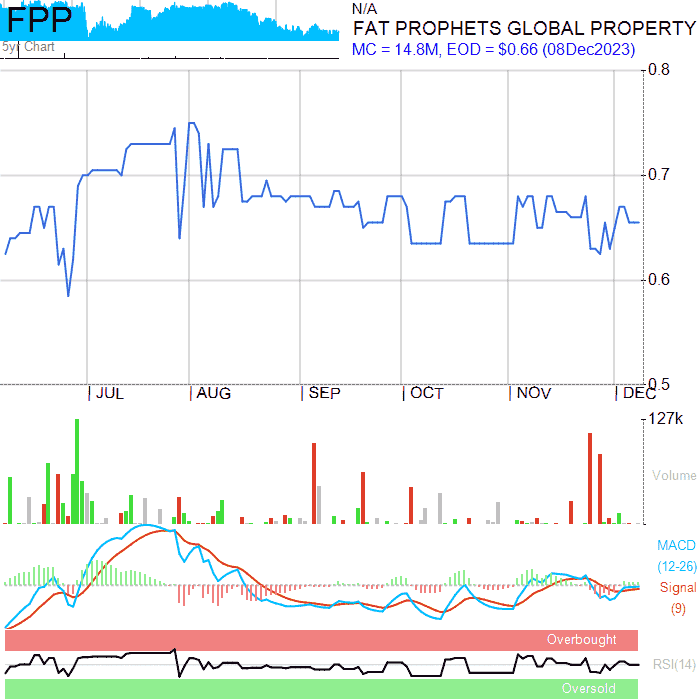 FPP
5yr Chart
N/A
FAT PROPHETS GLOBAL PROPERTY
MC = 14.8M, EOD = $0.66 (08Dec2023)
0.8
0.7
0.6
0.5
JUL AUG SEP OCT NOV DEC
127k
Volume
MACD
(12-26)
Signal
(9)
Overbought
RSI(14)
Oversold